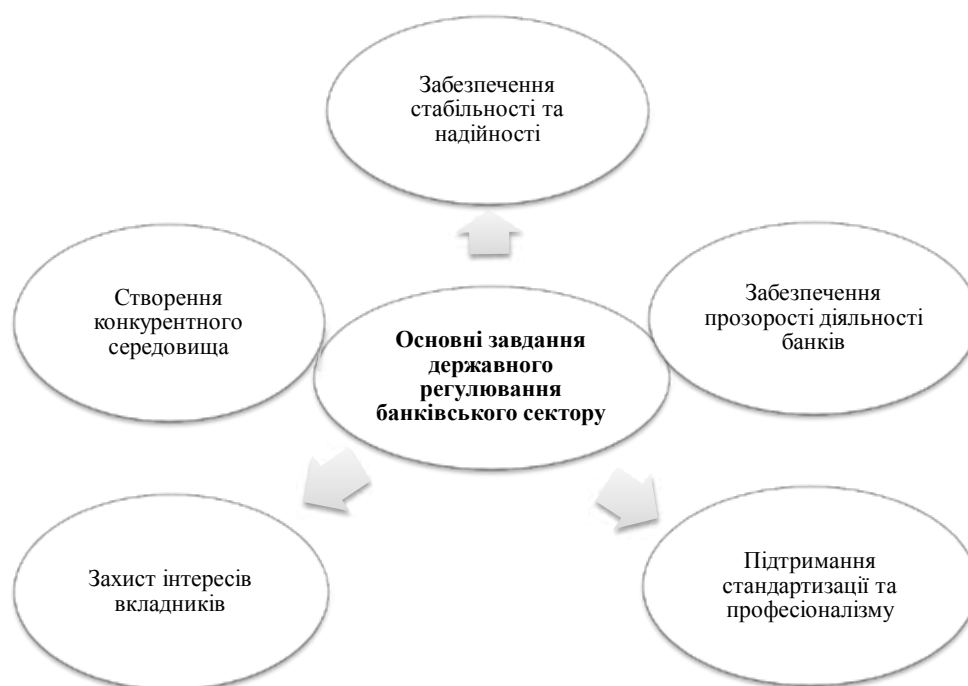 Забезпечення
стабільності та
надійності
Створення
конкурентного
середовища
Забезпечення
прозорості діяльності
банків
Основні завдання
державного
регулювання
банківського сектору
Захист інтересів
вкладників
Підтримання
стандартизації та
професіоналізму